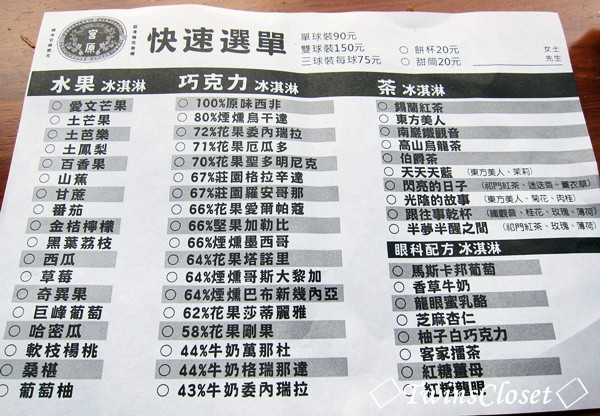 宮原
快速選單
單球裝90元
雙球裝150元
三球裝每球75元
○ 餅杯20元
○ 甜筒20元
女士
先生
水果 冰淇淋
○ 愛文芒果
○ 土芒果
○ 土芭樂
○ 土鳳梨
○ 百香果
○ 山蕉
○ 甘蔗
○ 番茄
○ 金桔檸檬
○ 黑葉荔枝
○ 西瓜
○ 草莓
○ 奇異果
○ 巨峰葡萄
○ 哈密瓜
○ 軟枝楊桃
○ 桑椹
○ 葡萄柚
巧克力 冰淇淋
○ 100%原味西非
○ 80%煙燻烏干達
○ 72%花果委內瑞拉
○ 71%花果厄瓜多
○ 70%花果聖多明尼克
○ 67%莊園格拉辛達
○ 67%莊園羅安哥那
○ 66%花果愛爾帕蔻
○ 66%堅果加勒比
○ 66%煙燻墨西哥
○ 64%花果塔諾里
○ 64%煙燻哥斯大黎加
○ 64%煙燻巴布新幾內亞
○ 62%花果莎蒂麗雅
○ 58%花果剛果
○ 44%牛奶萬那杜
○ 44%牛奶格瑞那達
○ 43%牛奶委內瑞拉
茶 冰淇淋
○ 錫蘭紅茶
○ 東方美人
○ 南巖鐵觀音
○ 高山烏龍茶
○ 伯爵茶
○ 天天天藍 (東方美人、茉莉)
○ 閃亮的日子 (祁門紅茶、迷迭香、薰衣草)
○ 光陰的故事 (東方美人、菊花、肉桂)
○ 跟往事乾杯 (鐵觀音、桂花、玫瑰、薄荷)
○ 半夢半醒之間 (祁門紅茶、玫瑰、薄荷)
眼科配方 冰淇淋
○ 馬斯卡邦葡萄
○ 香草牛奶
○ 龍眼蜜乳酪
○ 芝麻杏仁
○ 柚子白巧克力
○ 客家擂茶
○ 紅糖薑母
○ 紅粉龍眼
TwinsCloset